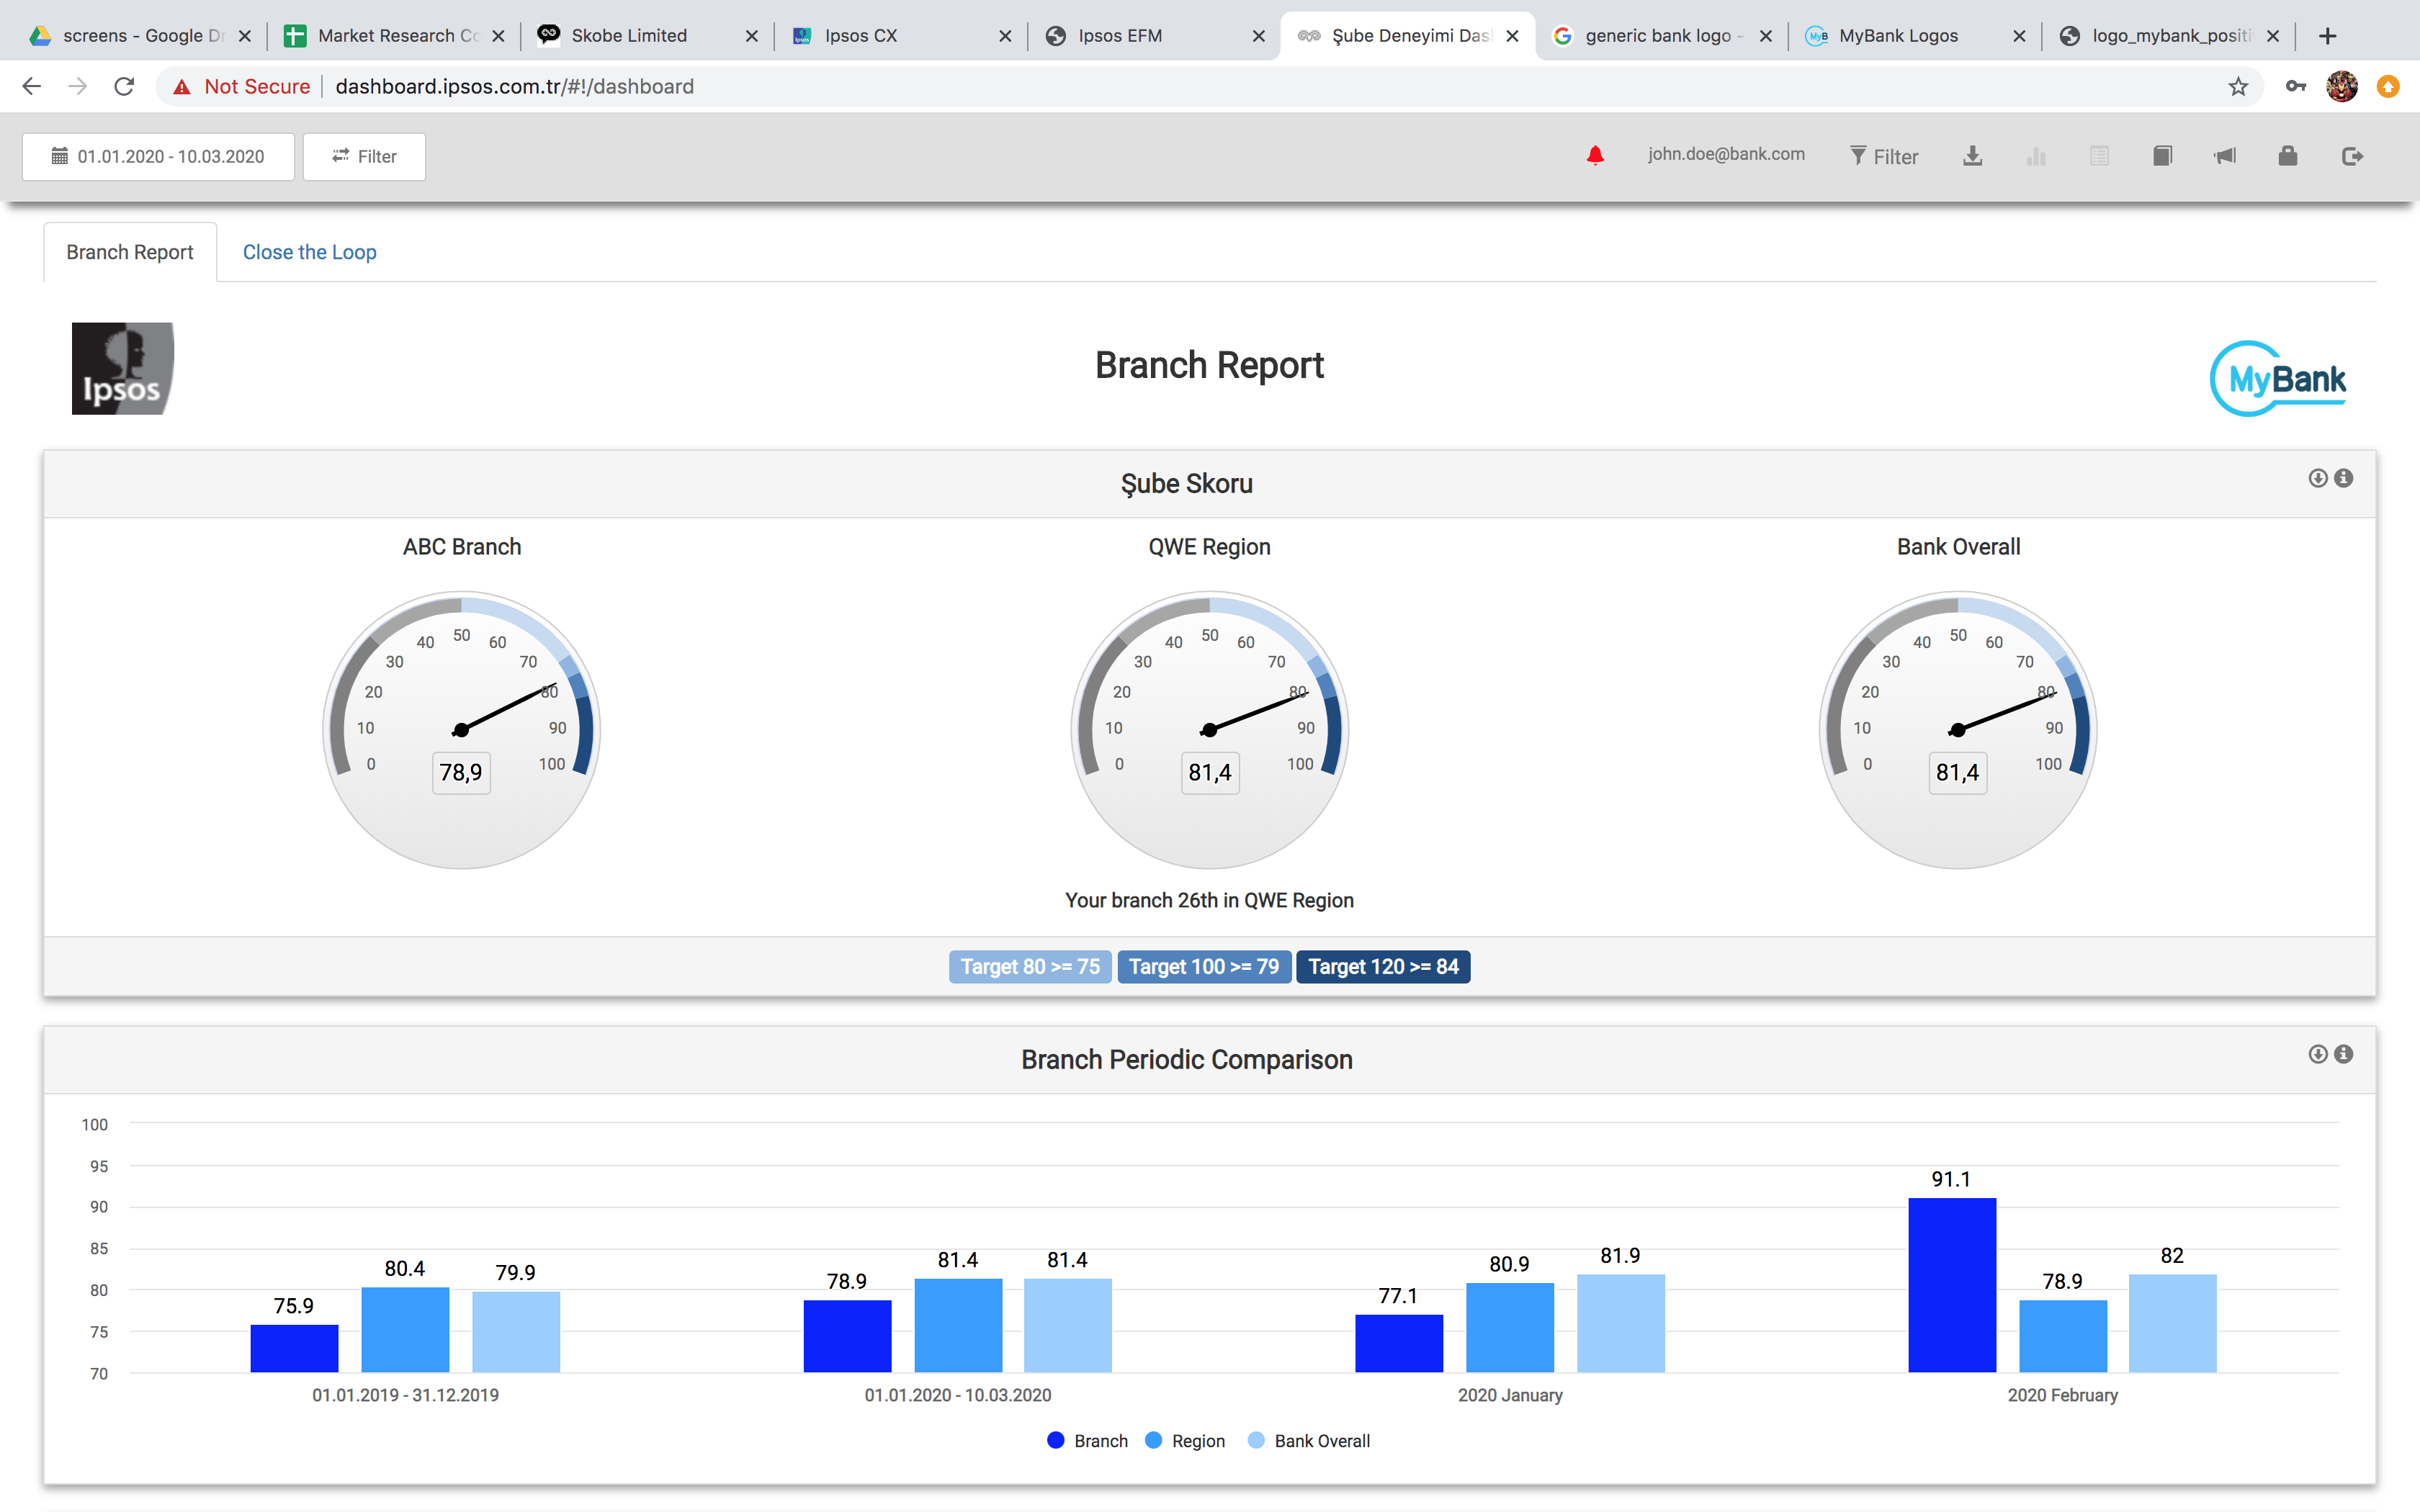 screens - Google Dr
Market Research Co
Skobe Limited
Ipsos CX
Ipsos EFM
Şube Deneyimi Das
generic bank logo -
MyBank Logos
logo_mybank_positi
Not Secure
dashboard.ipsos.com.tr/#!/dashboard
01.01.2020 - 10.03.2020
Filter
john.doe@bank.com
Filter
Branch Report
Close the Loop
Ipsos
Branch Report
MyBank
Şube Skoru
ABC Branch
QWE Region
Bank Overall
0 10 20 30 40 50 60 70 80 90 100
78,9
0 10 20 30 40 50 60 70 80 90 100
81,4
0 10 20 30 40 50 60 70 80 90 100
81,4
Your branch 26th in QWE Region
Target 80 >= 75 Target 100 >= 79 Target 120 >= 84
Branch Periodic Comparison
100
95
90
85
80
75
70
75.9 80.4 79.9
78.9 81.4 81.4
77.1 80.9 81.9
91.1 78.9 82
01.01.2019 - 31.12.2019
01.01.2020 - 10.03.2020
2020 January
2020 February
Branch Region Bank Overall